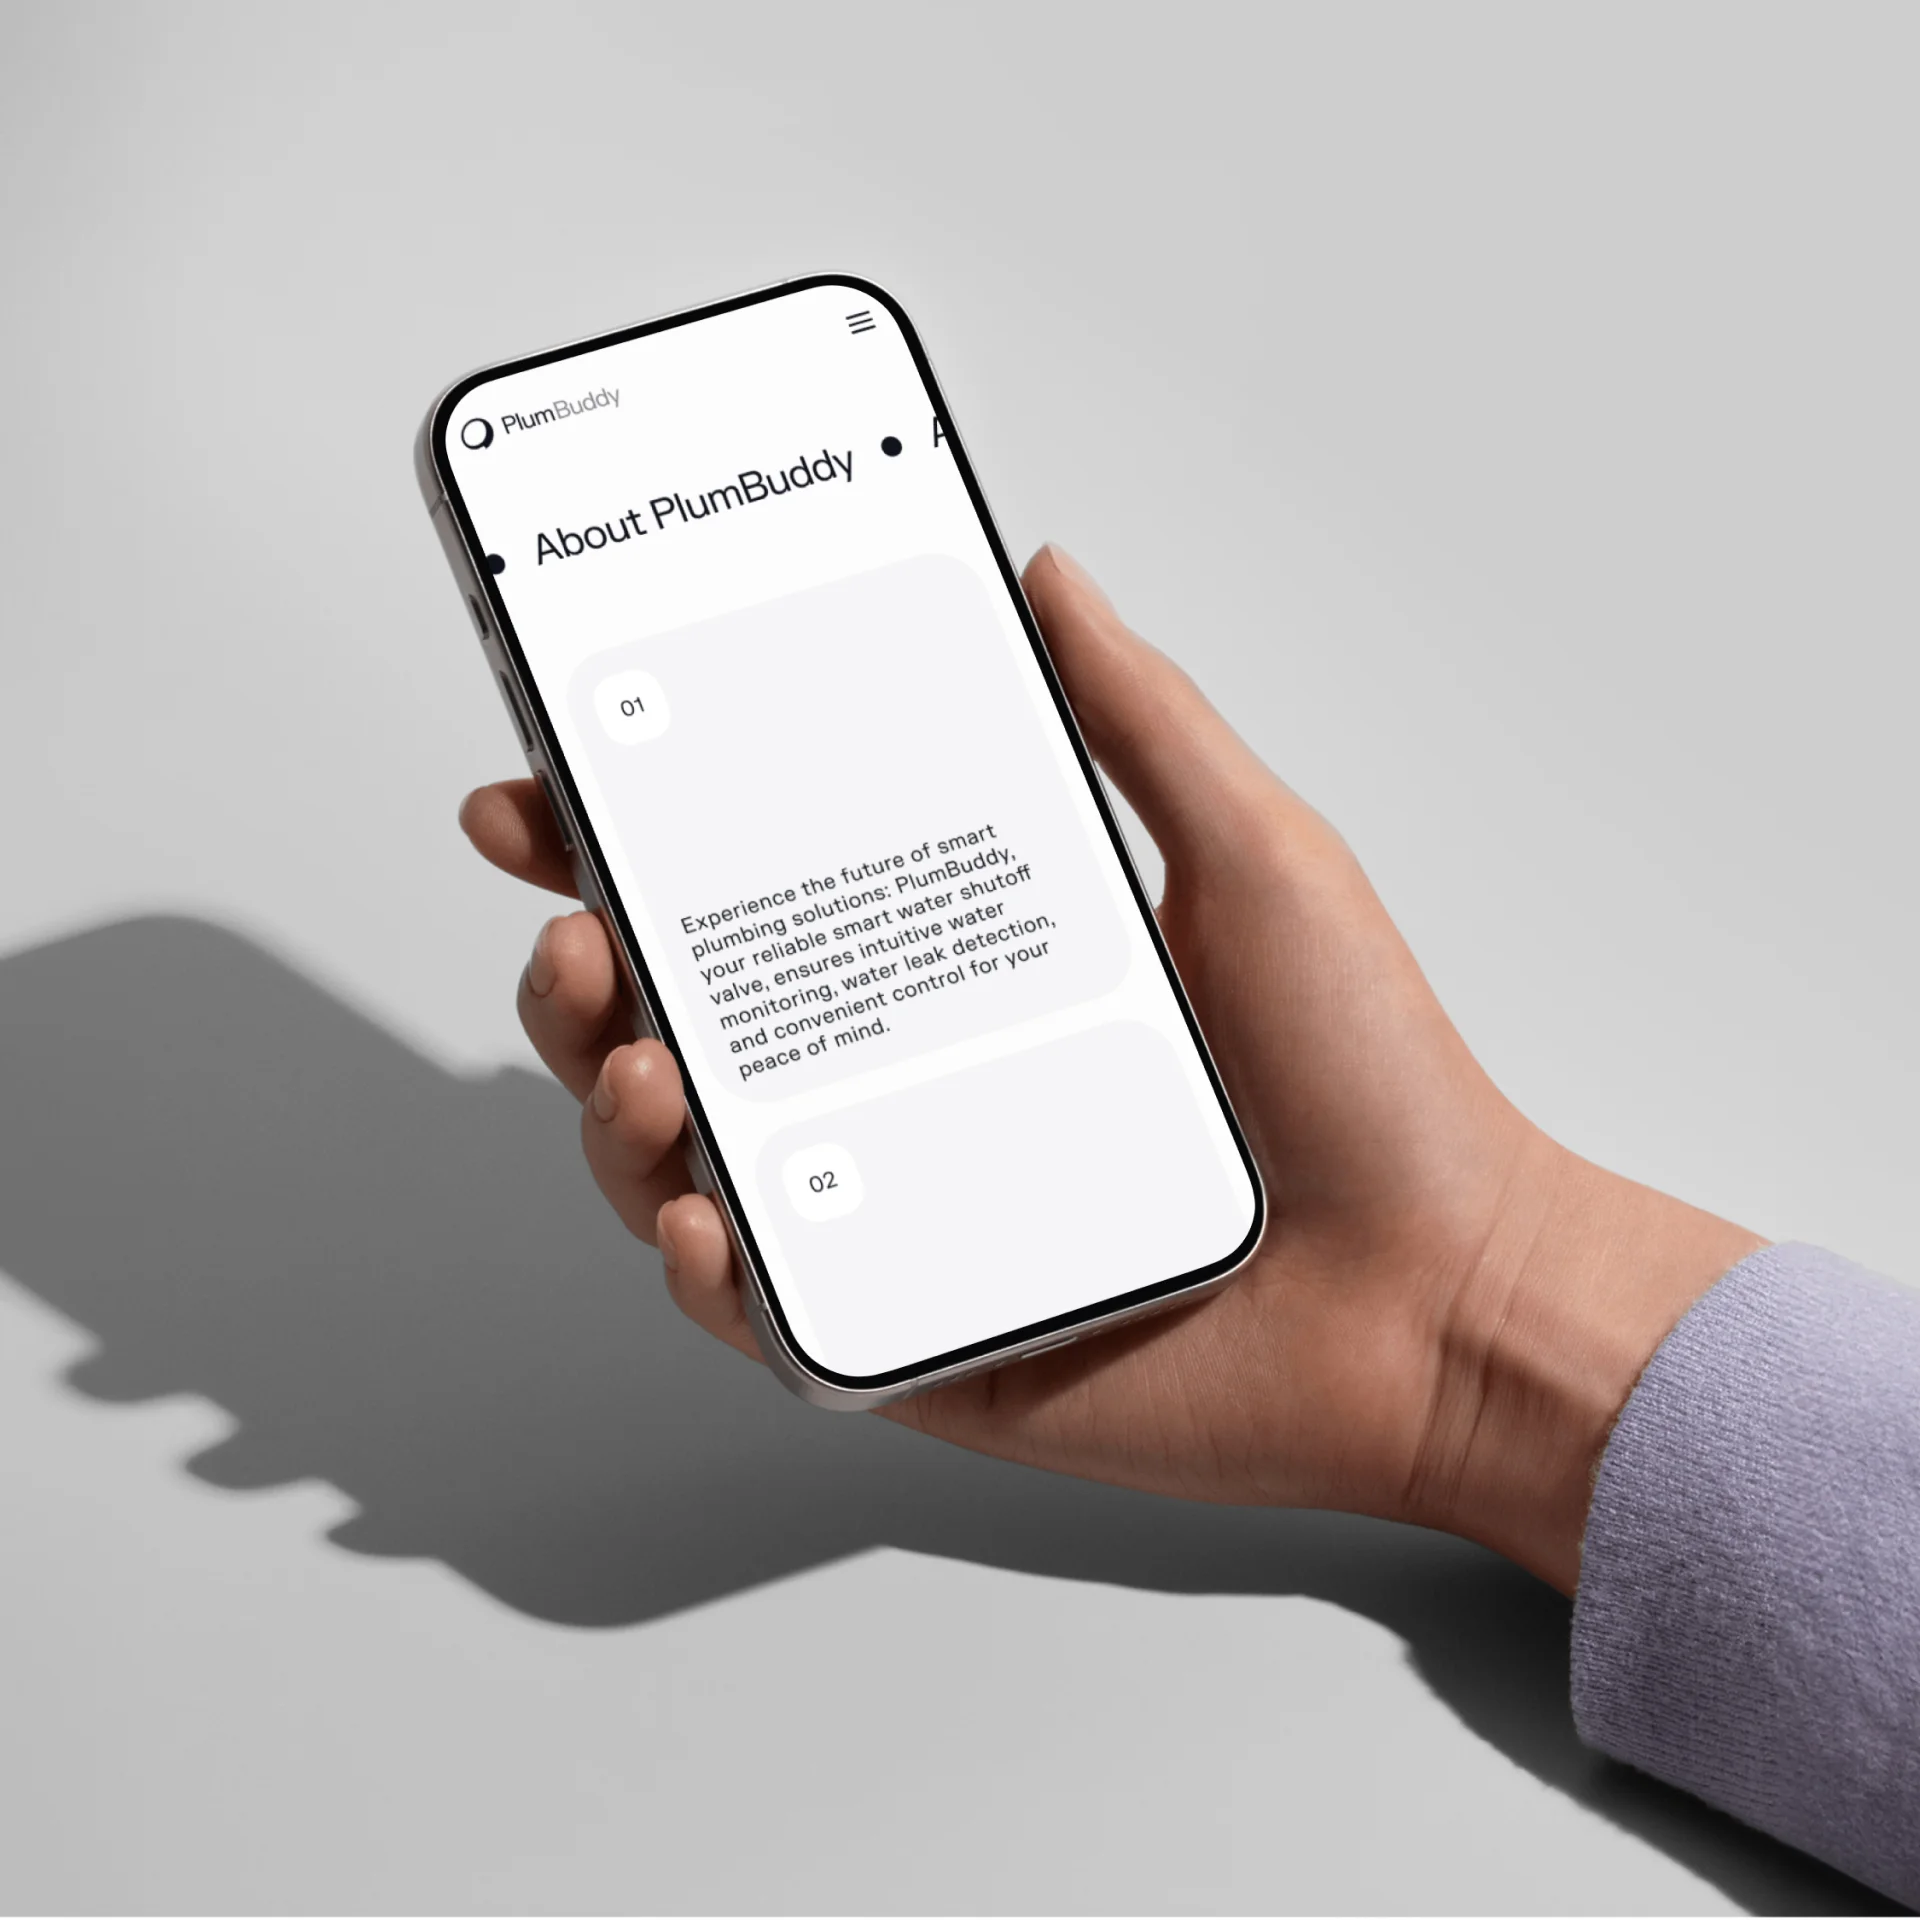 PlumBuddy
• About PlumBuddy • A
01
Experience the future of smart
plumbing solutions: PlumBuddy,
your reliable smart water shutoff
valve, ensures intuitive water
monitoring, water leak detection,
and convenient control for your
peace of mind.
02